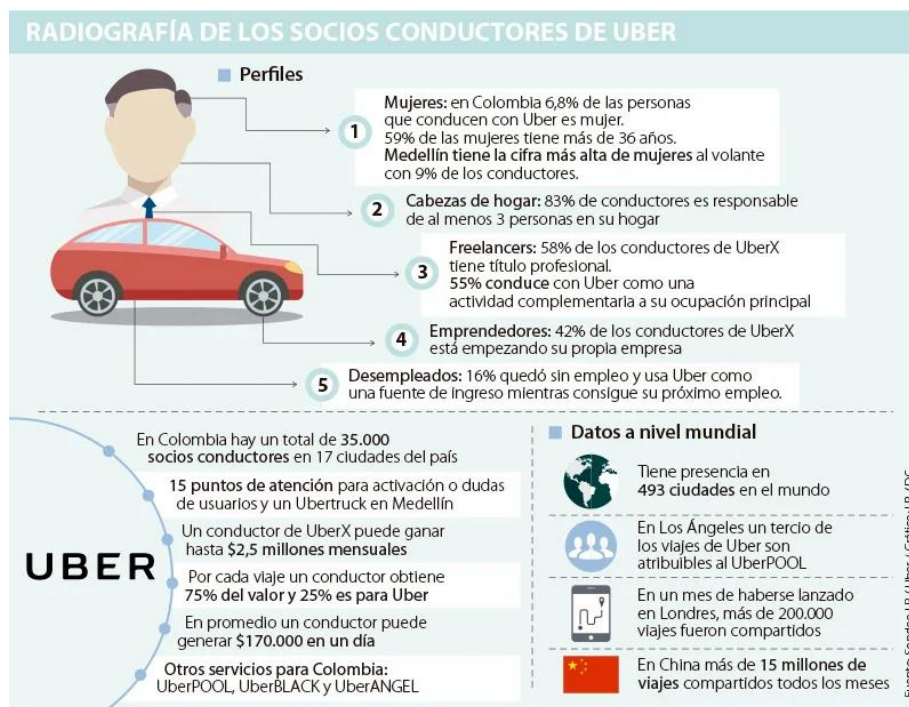 RADIOGRAFÍA DE LOS SOCIOS CONDUCTORES DE UBER
Perfiles
1
Mujeres: en Colombia 6,8% de las personas
que conducen con Uber es mujer.
59% de las mujeres tiene más de 36 años.
Medellín tiene la cifra más alta de mujeres al volante
con 9% de los conductores.
2
Cabezas de hogar: 83% de conductores es responsable
de al menos 3 personas en su hogar
3
Freelancers: 58% de los conductores de UberX
tiene título profesional.
55% conduce con Uber como una
actividad complementaria a su ocupación principal
4
Emprendedores: 42% de los conductores de UberX
está empezando su propia empresa
5
Desempleados: 16% quedó sin empleo y usa Uber como
una fuente de ingreso mientras consigue su próximo empleo.
UBER
En Colombia hay un total de 35.000
socios conductores en 17 ciudades del país
15 puntos de atención para activación o dudas
de usuarios y un Ubertruck en Medellín
Un conductor de UberX puede ganar
hasta $2,5 millones mensuales
Por cada viaje un conductor obtiene
75% del valor y 25% es para Uber
En promedio un conductor puede
generar $170.000 en un día
Otros servicios para Colombia:
UberPOOL, UberBLACK y UberANGEL
Datos a nivel mundial
Tiene presencia en
493 ciudades en el mundo
En Los Ángeles un tercio de
los viajes de Uber son
atribuibles al UberPOOL
En un mes de haberse lanzado
en Londres, más de 200.000
viajes fueron compartidos
En China más de 15 millones de
viajes compartidos todos los meses